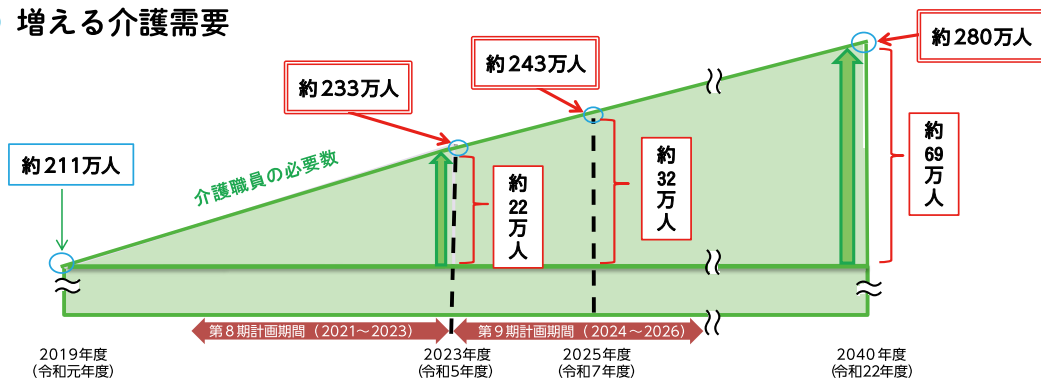 増える介護需要
約280万人
約243万人
約233万人
約211万人
介護職員の必要数
約
22
万
人
約
32
万
人
約
69
万
人
第8期計画期間（2021～2023）
第9期計画期間（2024～2026）
2019年度
（令和元年度）
2023年度
（令和5年度）
2025年度
（令和7年度）
2040年度
（令和22年度）